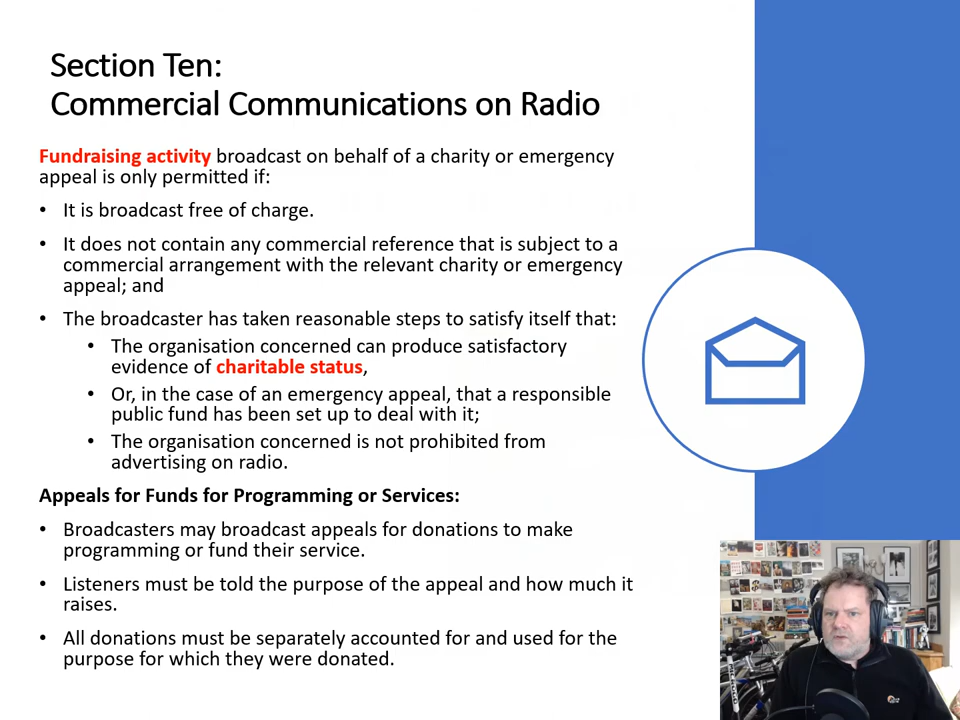 Section Ten:
Commercial Communications on Radio
Fundraising activity broadcast on behalf of a charity or emergency
appeal is only permitted if:
• It is broadcast free of charge.
• It does not contain any commercial reference that is subject to a
commercial arrangement with the relevant charity or emergency
appeal; and
• The broadcaster has taken reasonable steps to satisfy itself that:
• The organisation concerned can produce satisfactory
evidence of charitable status,
• Or, in the case of an emergency appeal, that a responsible
public fund has been set up to deal with it;
• The organisation concerned is not prohibited from
advertising on radio.
Appeals for Funds for Programming or Services:
• Broadcasters may broadcast appeals for donations to make
programming or fund their service.
• Listeners must be told the purpose of the appeal and how much it
raises.
• All donations must be separately accounted for and used for the
purpose for which they were donated.